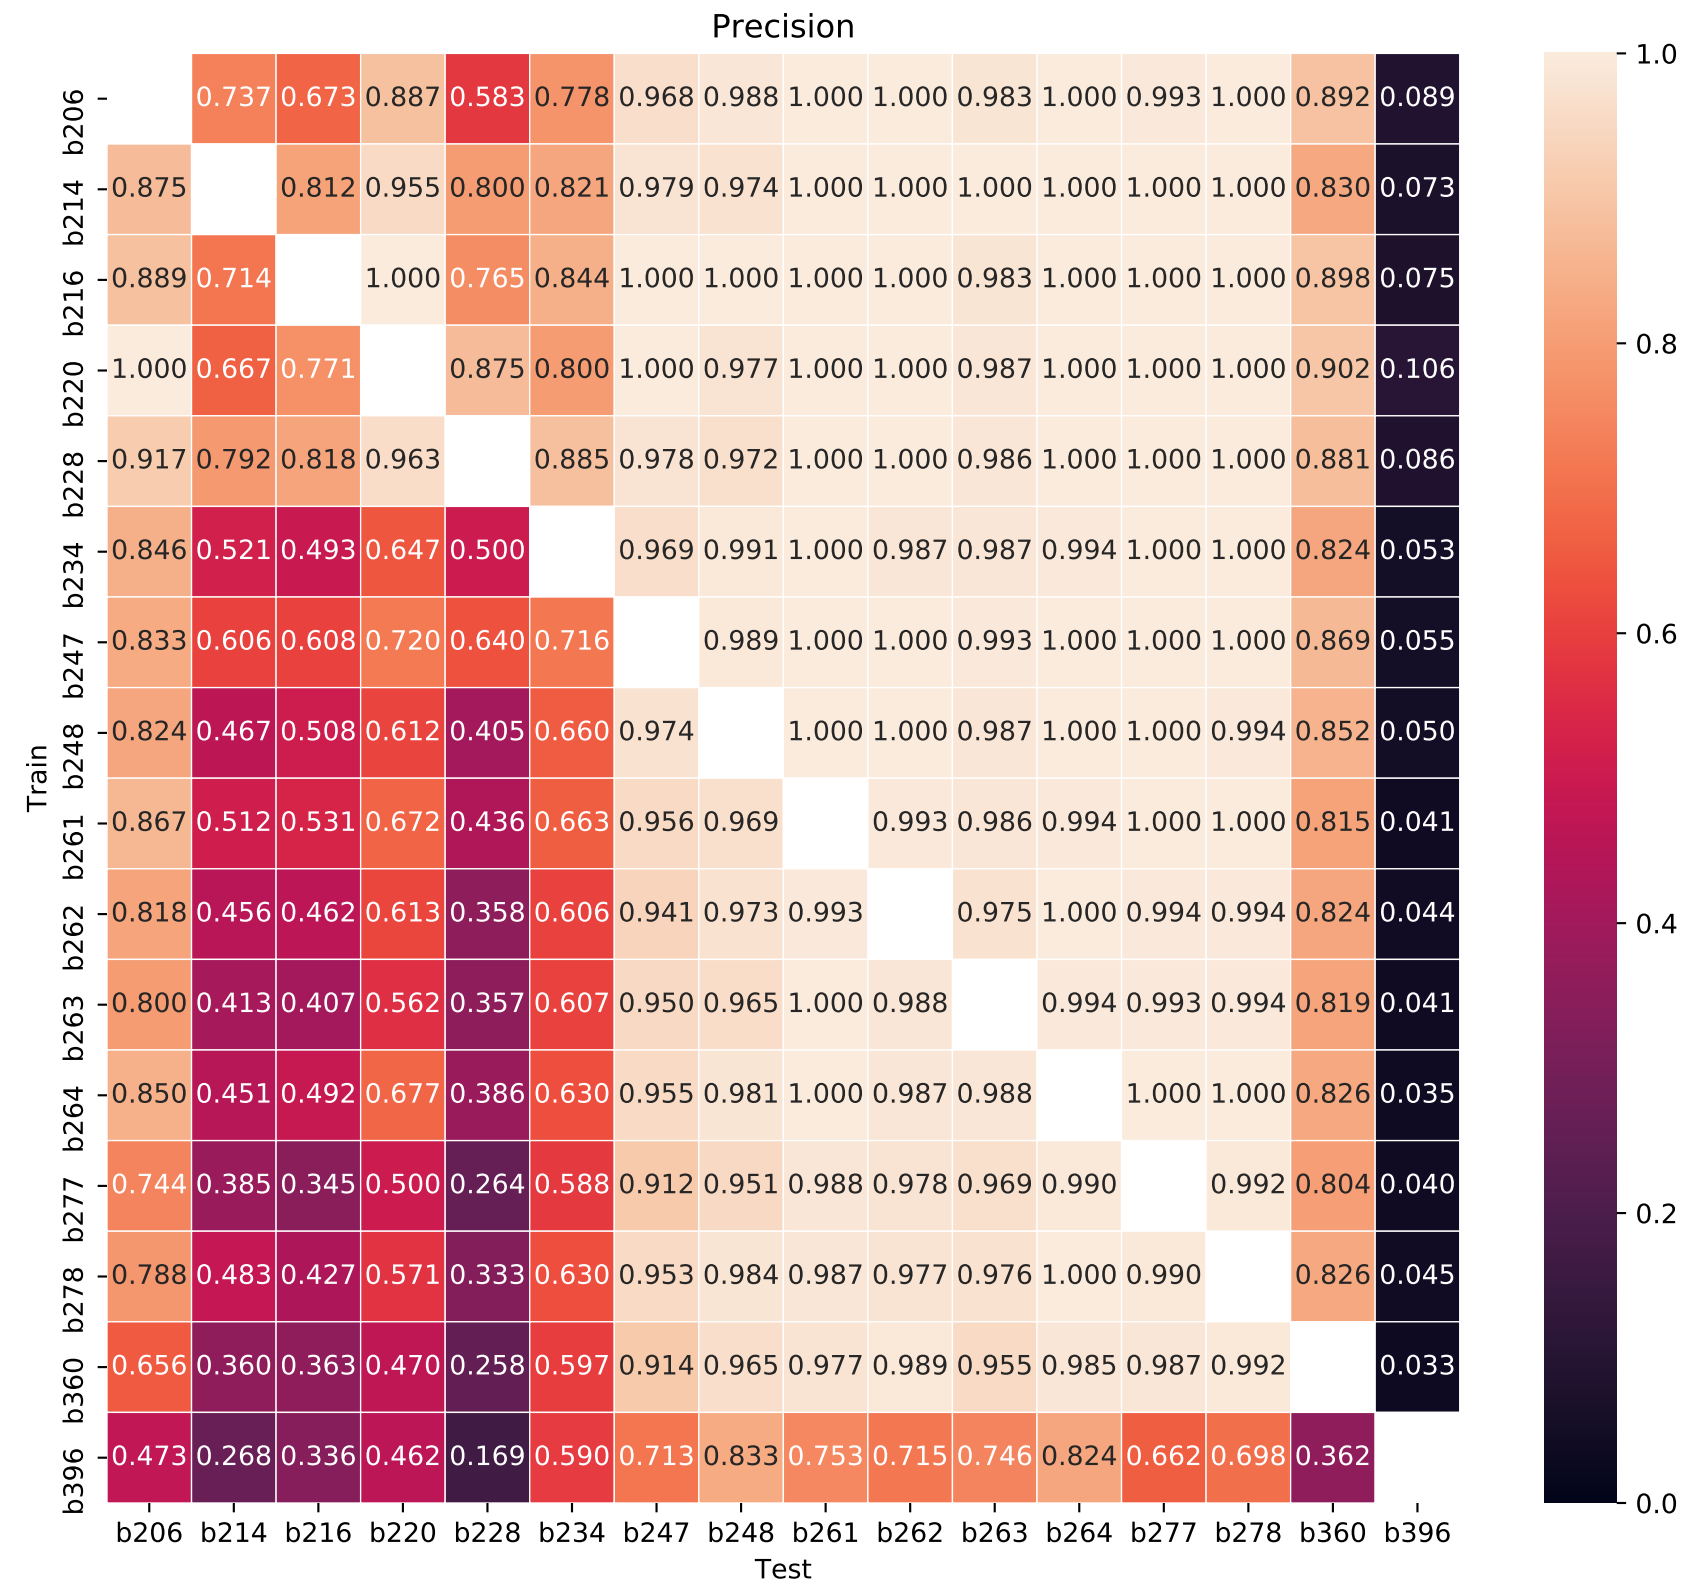 Precision
b206 0.737 0.673 0.887 0.583 0.778 0.968 0.988 1.000 1.000 0.983 1.000 0.993 1.000 0.892 0.089
b214 0.875 0.812 0.955 0.800 0.821 0.979 0.974 1.000 1.000 1.000 1.000 1.000 1.000 0.830 0.073
b216 0.889 0.714 1.000 0.765 0.844 1.000 1.000 1.000 1.000 0.983 1.000 1.000 1.000 0.898 0.075
b220 1.000 0.667 0.771 0.875 0.800 1.000 0.977 1.000 1.000 0.987 1.000 1.000 1.000 0.902 0.106
b228 0.917 0.792 0.818 0.963 0.885 0.978 0.972 1.000 1.000 0.986 1.000 1.000 1.000 0.881 0.086
b234 0.846 0.521 0.493 0.647 0.500 0.969 0.991 1.000 0.987 0.987 0.994 1.000 1.000 0.824 0.053
b247 0.833 0.606 0.608 0.720 0.640 0.716 0.989 1.000 1.000 0.993 1.000 1.000 1.000 0.869 0.055
b248 0.824 0.467 0.508 0.612 0.405 0.660 0.974 1.000 1.000 0.987 1.000 1.000 0.994 0.852 0.050
b261 0.867 0.512 0.531 0.672 0.436 0.663 0.956 0.969 0.993 0.986 0.994 1.000 1.000 0.815 0.041
b262 0.818 0.456 0.462 0.613 0.358 0.606 0.941 0.973 0.993 0.975 1.000 0.994 0.994 0.824 0.044
b263 0.800 0.413 0.407 0.562 0.357 0.607 0.950 0.965 1.000 0.988 0.994 0.993 0.994 0.819 0.041
b264 0.850 0.451 0.492 0.677 0.386 0.630 0.955 0.981 1.000 0.987 0.988 1.000 1.000 0.826 0.035
b277 0.744 0.385 0.345 0.500 0.264 0.588 0.912 0.951 0.988 0.978 0.969 0.990 0.992 0.804 0.040
b278 0.788 0.483 0.427 0.571 0.333 0.630 0.953 0.984 0.987 0.977 0.976 1.000 0.990 0.826 0.045
b360 0.656 0.360 0.363 0.470 0.258 0.597 0.914 0.965 0.977 0.989 0.955 0.985 0.987 0.992 0.033
b396 0.473 0.268 0.336 0.462 0.169 0.590 0.713 0.833 0.753 0.715 0.746 0.824 0.662 0.698 0.362
b206 b214 b216 b220 b228 b234 b247 b248 b261 b262 b263 b264 b277 b278 b360 b396
Test
Train
1.0
0.8
0.6
0.4
0.2
0.0